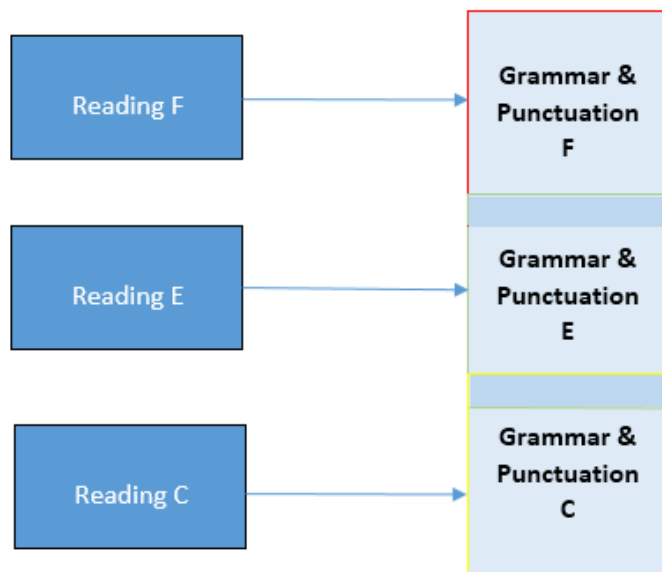 Reading F
Grammar &
Punctuation
F
Reading E
Grammar &
Punctuation
E
Reading C
Grammar &
Punctuation
C